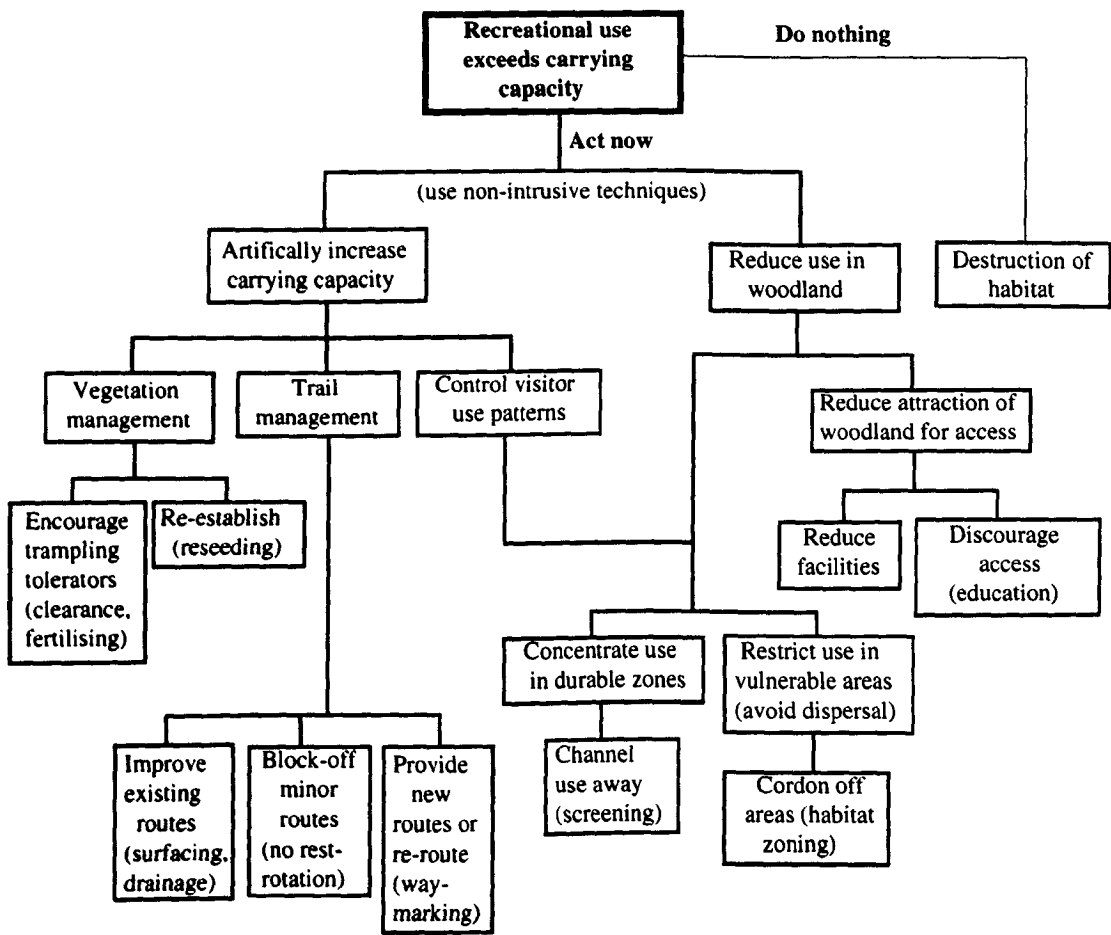 Recreational use
exceeds carrying
capacity
Do nothing
Act now
(use non-intrusive techniques)
Artifically increase
carrying capacity
Reduce use in
woodland
Destruction of
habitat
Vegetation
management
Trail
management
Control visitor
use patterns
Reduce attraction of
woodland for access
Encourage
trampling
tolerators
(clearance,
fertilising)
Re-establish
(reseeding)
Reduce
facilities
Discourage
access
(education)
Concentrate use
in durable zones
Restrict use in
vulnerable areas
(avoid dispersal)
Improve
existing
routes
(surfacing,
drainage)
Block-off
minor
routes
(no rest-
rotation)
Provide
new
routes or
re-route
(way-
marking)
Channel
use away
(screening)
Cordon off
areas (habitat
zoning)